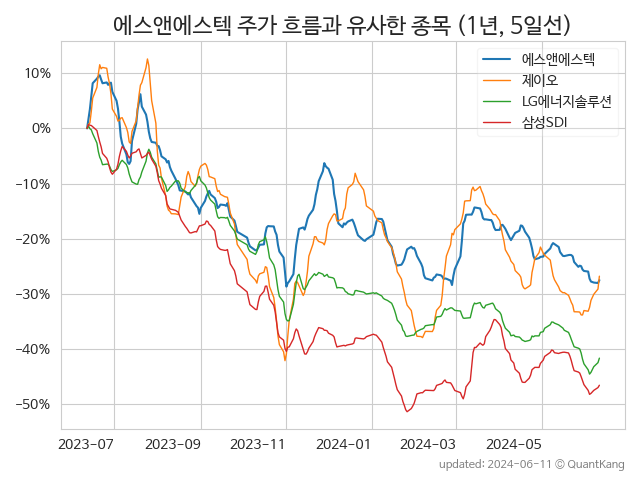 에스앤에스텍 주가 흐름과 유사한 종목 (1년, 5일선)
에스앤에스텍
제이오
LG에너지솔루션
삼성SDI
10%
0%
−10%
−20%
−30%
−40%
−50%
2023−07
2023−09
2023−11
2024−01
2024−03
2024−05
updated: 2024-06-11 © QuantKang